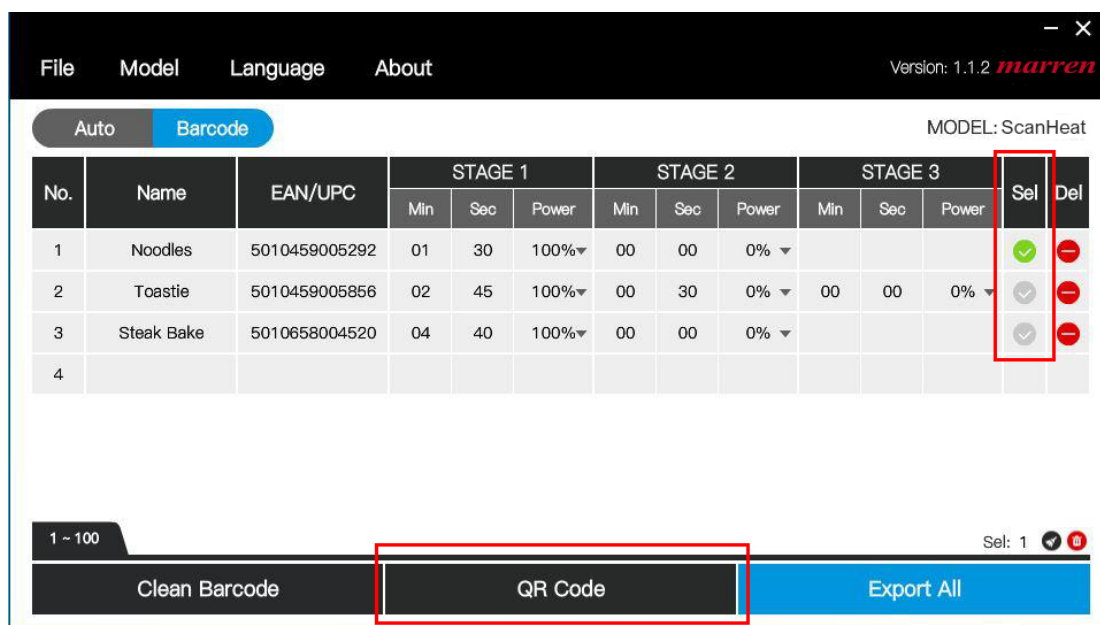 File Model Language About Version: 1.1.2 marren
Auto Barcode MODEL: ScanHeat
No. Name EAN/UPC STAGE 1 STAGE 2 STAGE 3 Sel Del
Min Sec Power Min Sec Power Min Sec Power
1 Noodles 5010459005292 01 30 100% 00 00 0%
2 Toastie 5010459005856 02 45 100% 00 30 0% 00 00 0%
3 Steak Bake 5010658004520 04 40 100% 00 00 0%
4
1 ~ 100 Sel: 1
Clean Barcode QR Code Export All